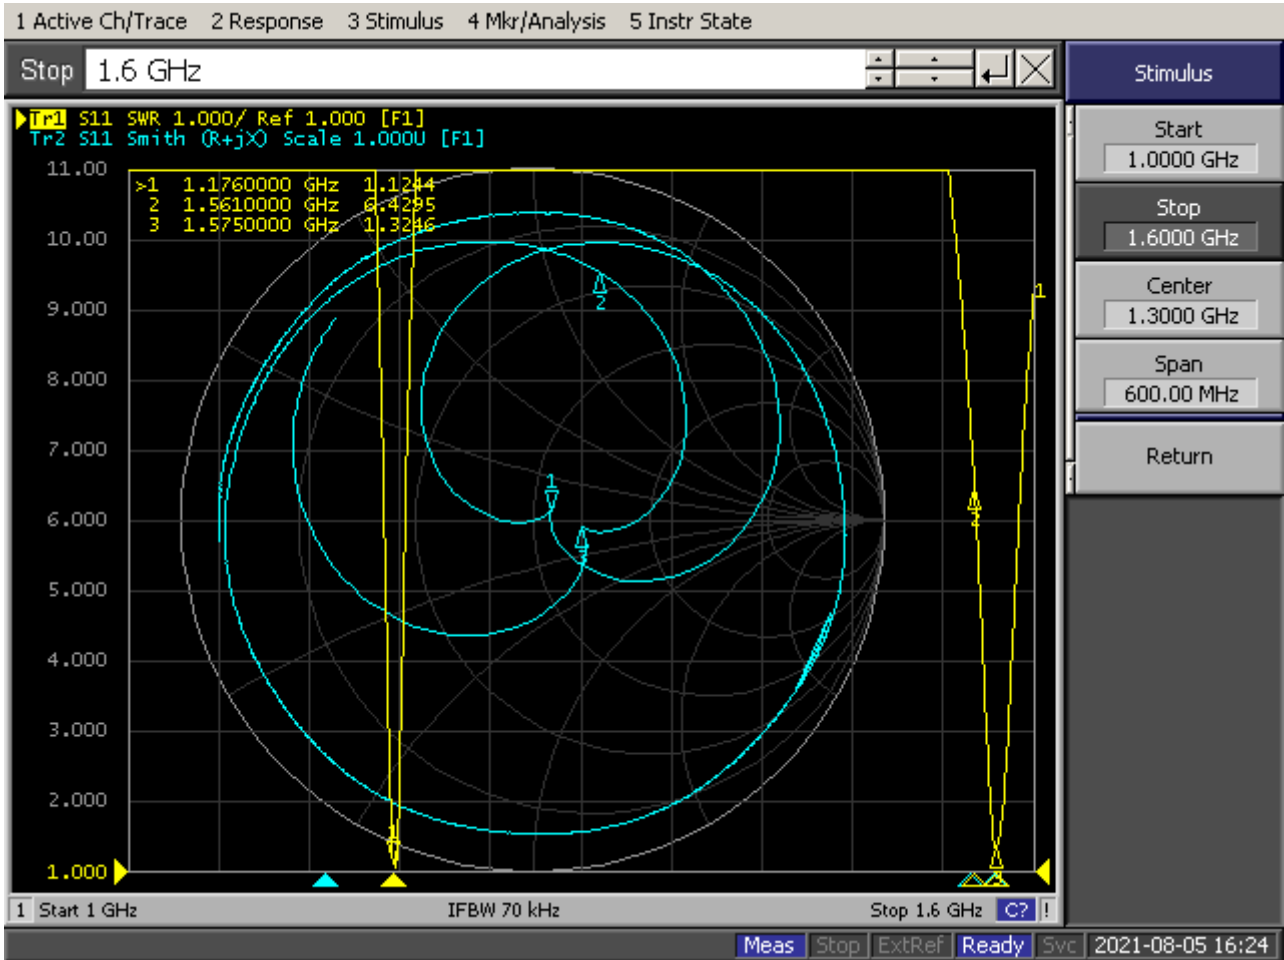 1 Active Ch/Trace 2 Response 3 Stimulus 4 Mkr/Analysis 5 Instr State
Stop 1.6 GHz
Stimulus
Tr1 S11 SWR 1.000/ Ref 1.000 [F1]
Tr2 S11 Smith (R+jX) Scale 1.000U [F1]
Start
1.0000 GHz
Stop
1.6000 GHz
Center
1.3000 GHz
Span
600.00 MHz
Return
11.00
10.00
9.000
8.000
7.000
6.000
5.000
4.000
3.000
2.000
1.000
>1 1.1760000 GHz 1.1244
2 1.5610000 GHz 6.4295
3 1.5750000 GHz 1.3246
2
1
1
2
1
1 Start 1 GHz IFBW 70 kHz Stop 1.6 GHz C? !
Meas Stop ExtRef Ready Svc 2021-08-05 16:24